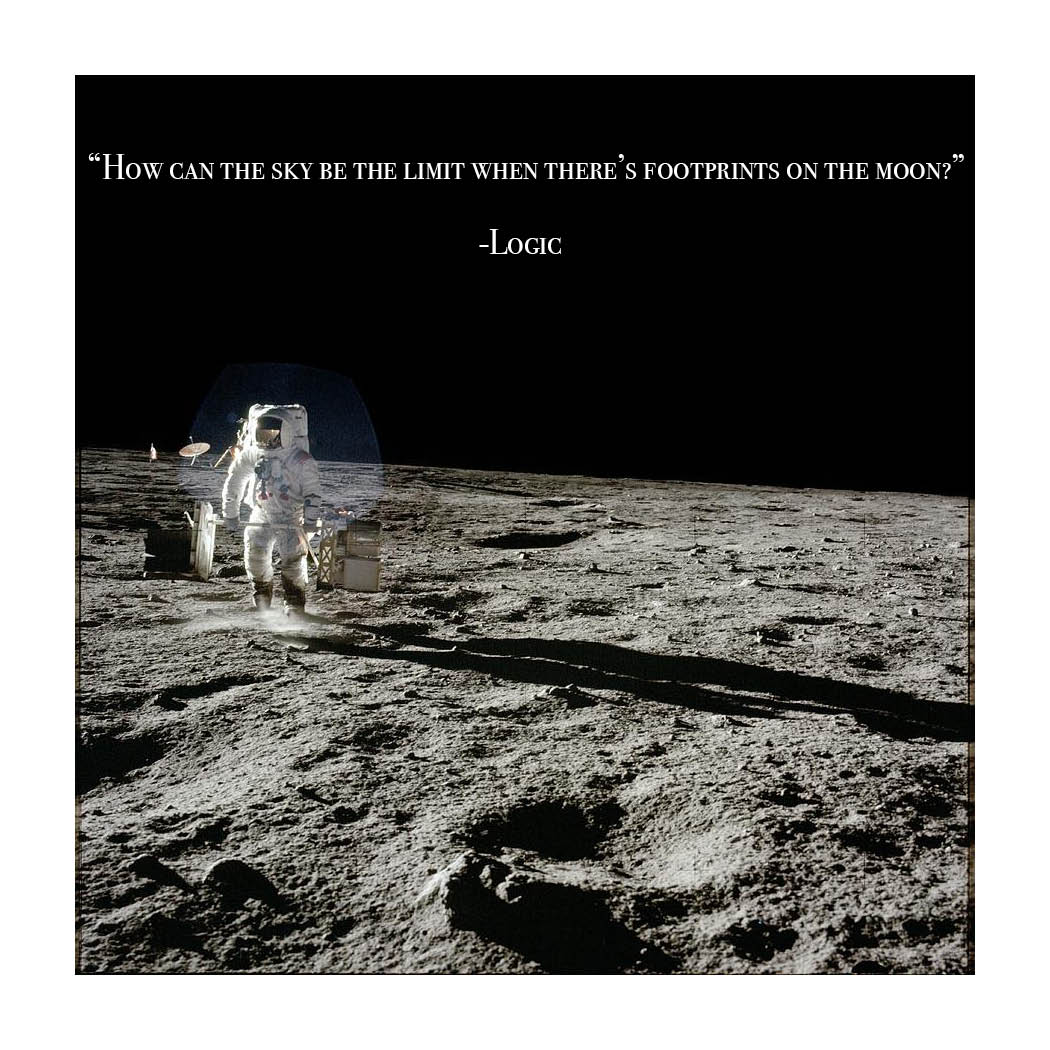 “How can the sky be the limit when there’s footprints on the moon?”
-Logic